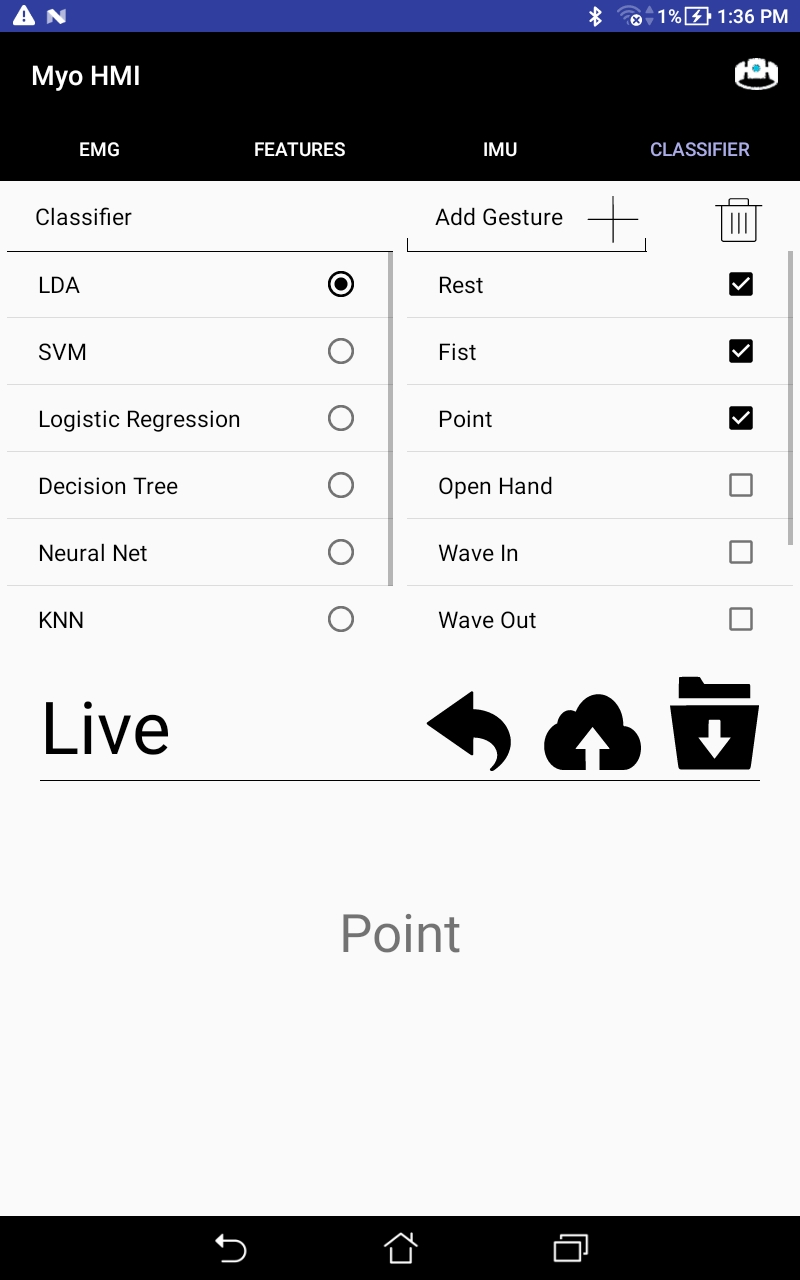 1% 1:36 PM
Myo HMI
EMG FEATURES IMU CLASSIFIER
Classifier Add Gesture
LDA Rest
SVM Fist
Logistic Regression Point
Decision Tree Open Hand
Neural Net Wave In
KNN Wave Out
Live
Point